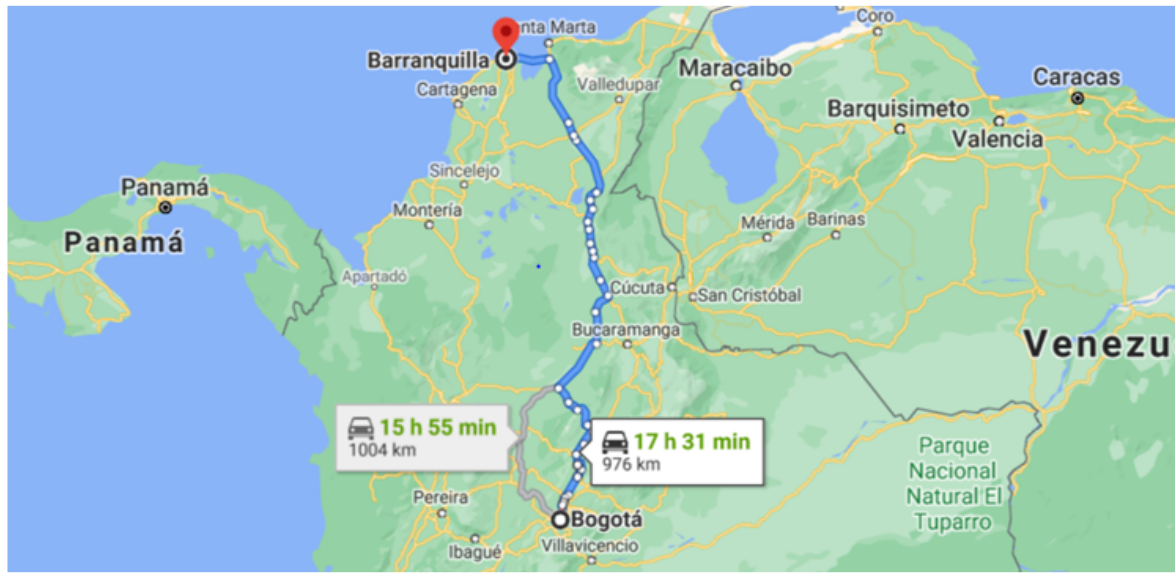 nta Marta
Coro
Barranquilla
Maracaibo
Caracas
Cartagena
Valledupar
Barquisimeto
Valencia
Sincelejo
Panamá
Montería
Mérida
Barinas
Panamá
Apartadó
Cúcuta
San Cristóbal
Bucaramanga
Venezu
15 h 55 min
1004 km
17 h 31 min
976 km
Parque
Nacional
Natural El
Tuparro
Pereira
Bogotá
Ibagué
Villavicencio